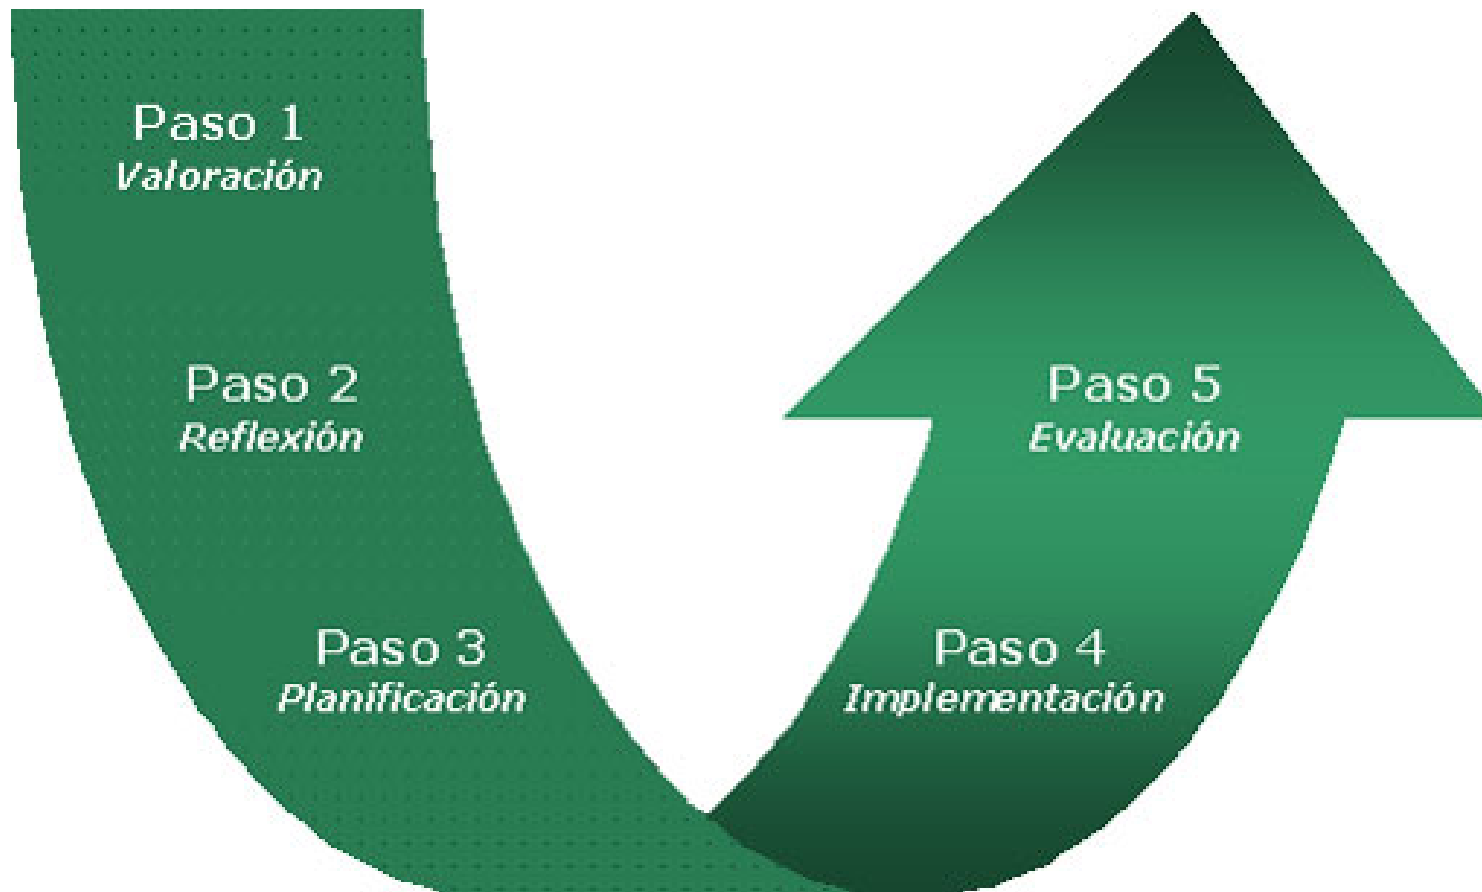 Paso 1
Valoración
Paso 2
Reflexión
Paso 3
Planificación
Paso 4
Implementación
Paso 5
Evaluación